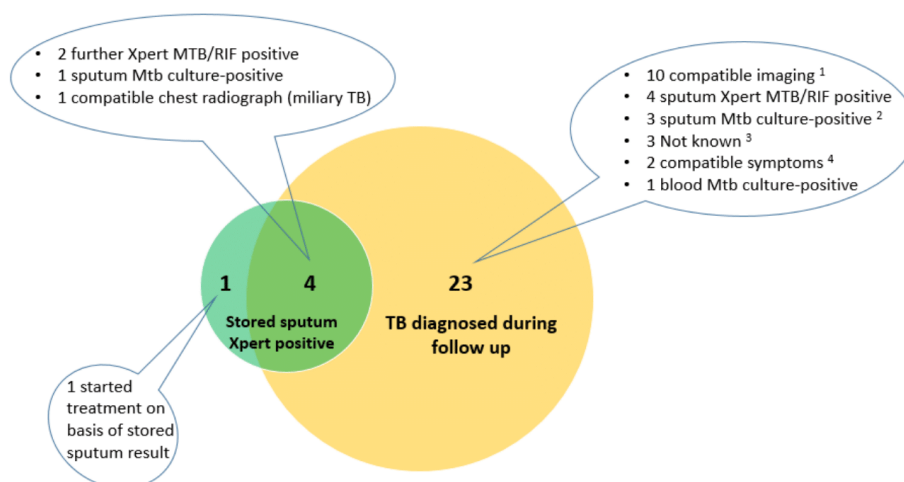 • 2 further Xpert MTB/RIF positive
• 1 sputum Mtb culture-positive
• 1 compatible chest radiograph (miliary TB)
• 10 compatible imaging 1
• 4 sputum Xpert MTB/RIF positive
• 3 sputum Mtb culture-positive 2
• 3 Not known 3
• 2 compatible symptoms 4
• 1 blood Mtb culture-positive
1
4
Stored sputum
Xpert positive
23
TB diagnosed during
follow up
1 started
treatment on
basis of stored
sputum result